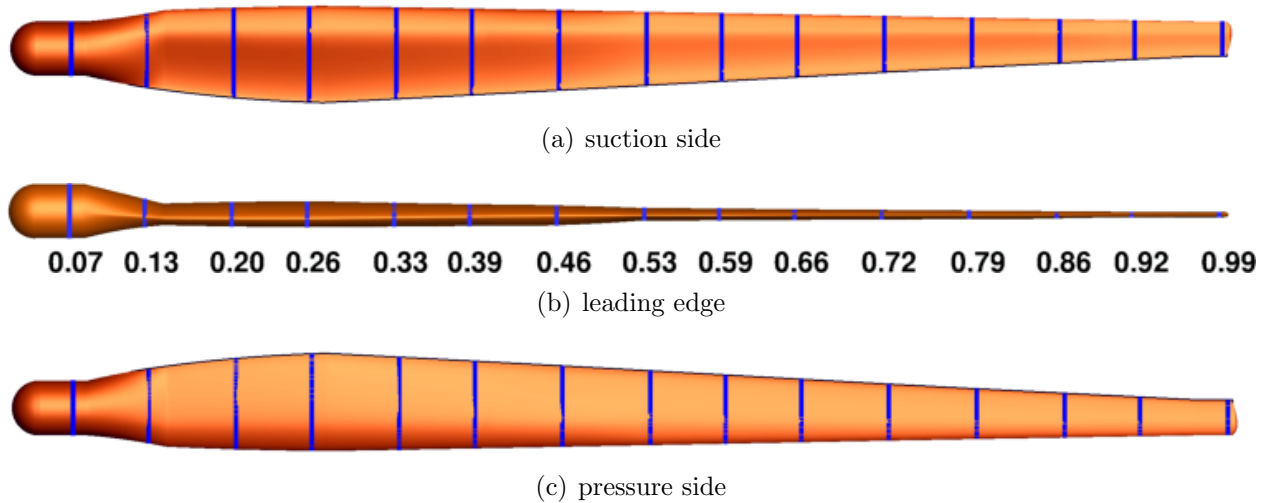 (a) suction side
0.07 0.13 0.20 0.26 0.33 0.39 0.46 0.53 0.59 0.66 0.72 0.79 0.86 0.92 0.99
(b) leading edge
(c) pressure side